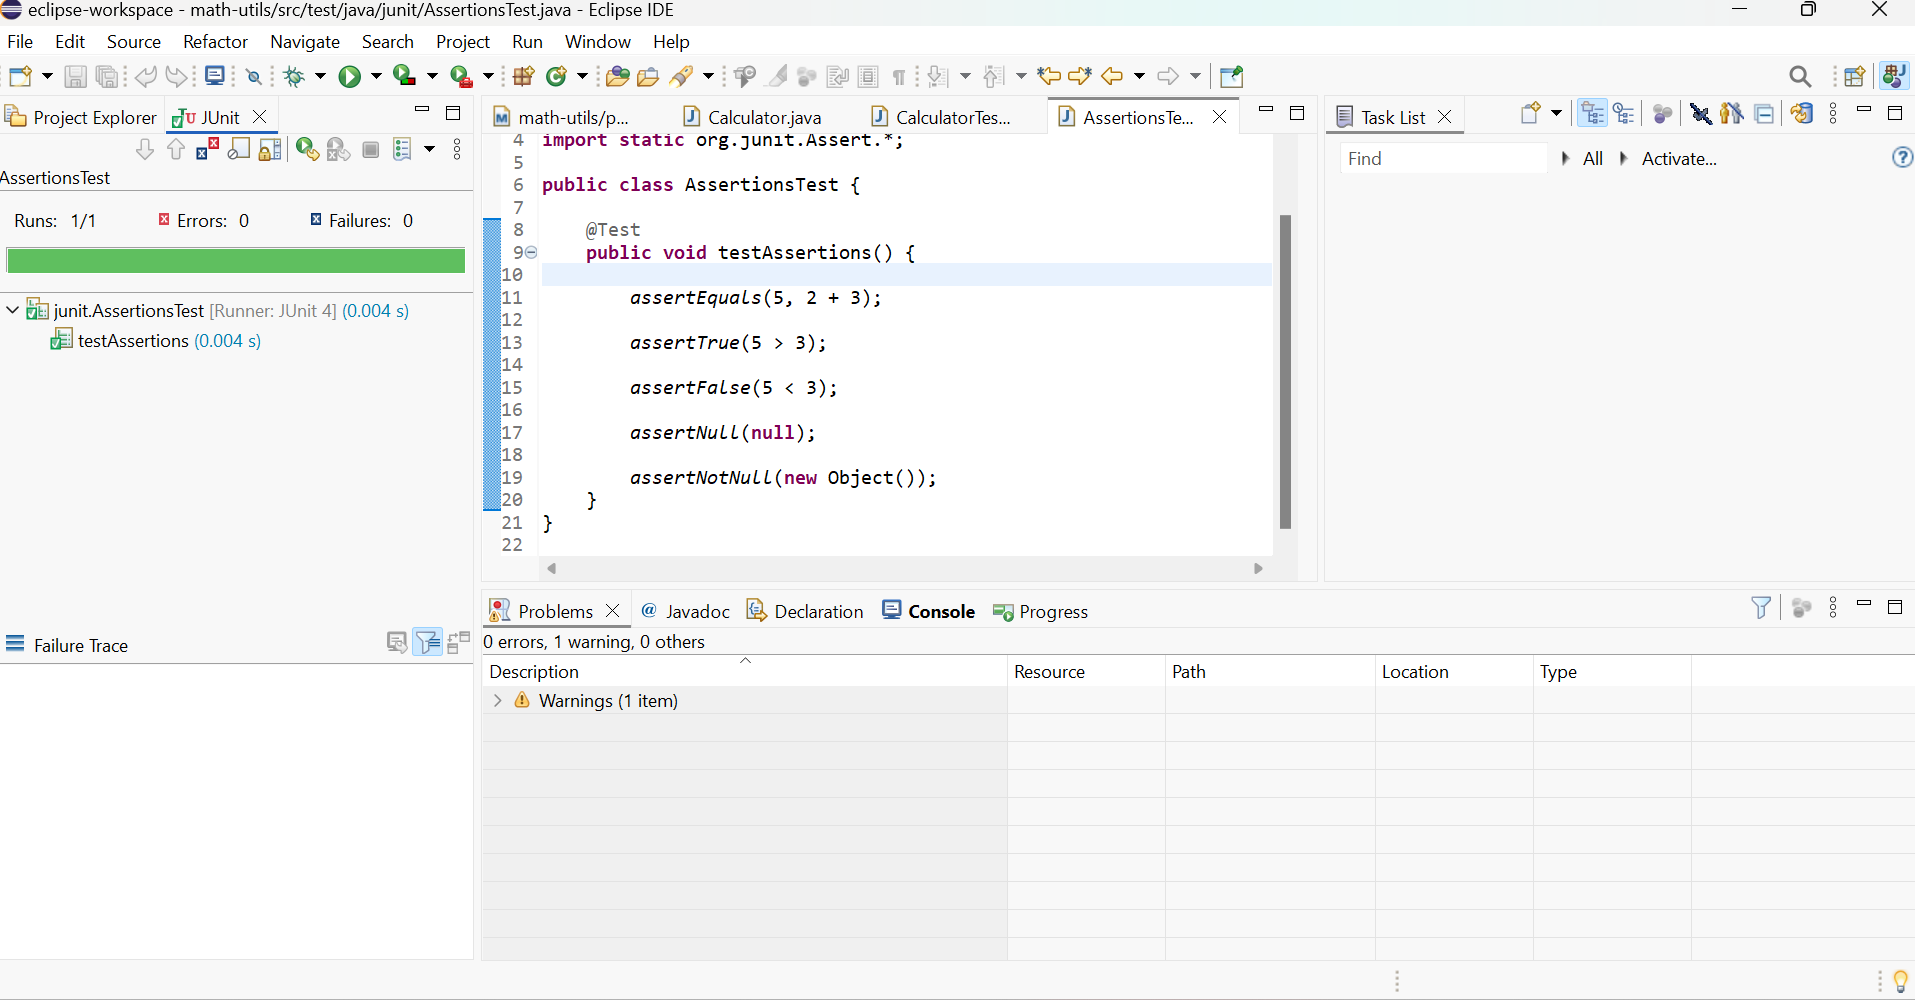 eclipse-workspace - math-utils/src/test/java/junit/AssertionsTest.java - Eclipse IDE
File Edit Source Refactor Navigate Search Project Run Window Help
Project Explorer JUnit
AssertionsTest
Runs: 1/1 Errors: 0 Failures: 0
junit.AssertionsTest [Runner: JUnit 4] (0.004 s)
testAssertions (0.004 s)
Failure Trace
math-utils/p... Calculator.java CalculatorTes... AssertionsTe...
4 import static org.junit.Assert.*;
5
6 public class AssertionsTest {
7
8 @Test
9 public void testAssertions() {
10
11 assertEquals(5, 2 + 3);
12
13 assertTrue(5 > 3);
14
15 assertFalse(5 < 3);
16
17 assertNull(null);
18
19 assertNotNull(new Object());
20 }
21 }
22
Task List
Find All Activate...
Problems Javadoc Declaration Console Progress
0 errors, 1 warning, 0 others
Description Resource Path Location Type
Warnings (1 item)